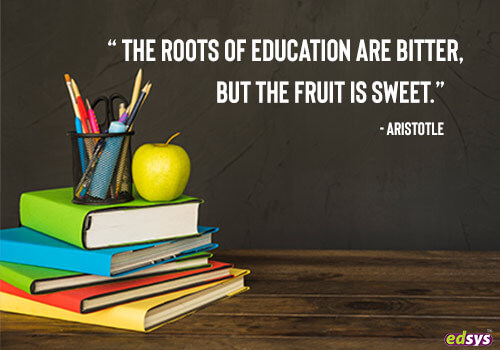 “ THE ROOTS OF EDUCATION ARE BITTER,
BUT THE FRUIT IS SWEET.”
- ARISTOTLE
edsys